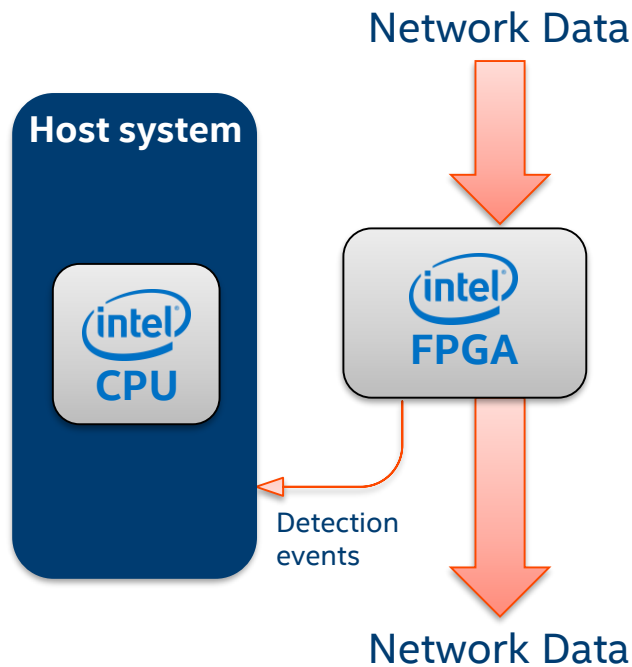 Network Data
Host system
intel
CPU
intel
FPGA
Detection
events
Network Data